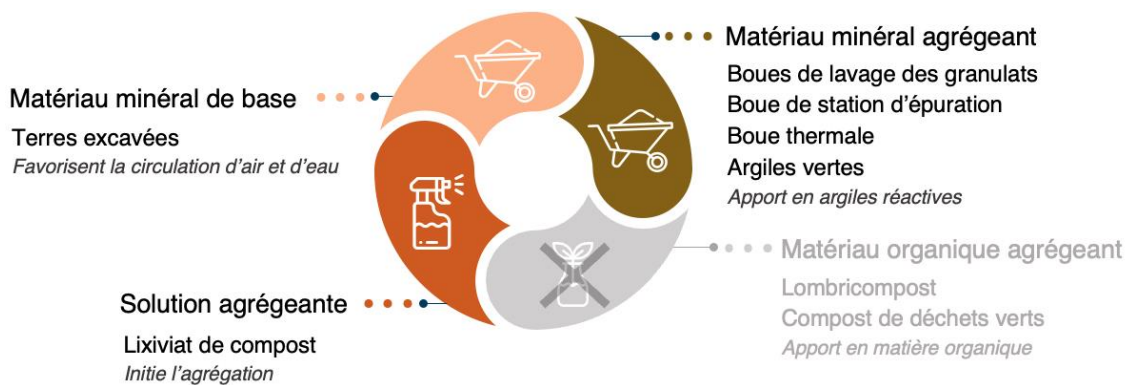 Matériau minéral agrégeant
Boues de lavage des granulats
Boue de station d’épuration
Boue thermale
Argiles vertes
Apport en argiles réactives
Matériau minéral de base
Terres excavées
Favorisent la circulation d’air et d’eau
Matériau organique agrégeant
Lombricompost
Compost de déchets verts
Apport en matière organique
Solution agrégeante
Lixiviat de compost
Initie l’agrégation